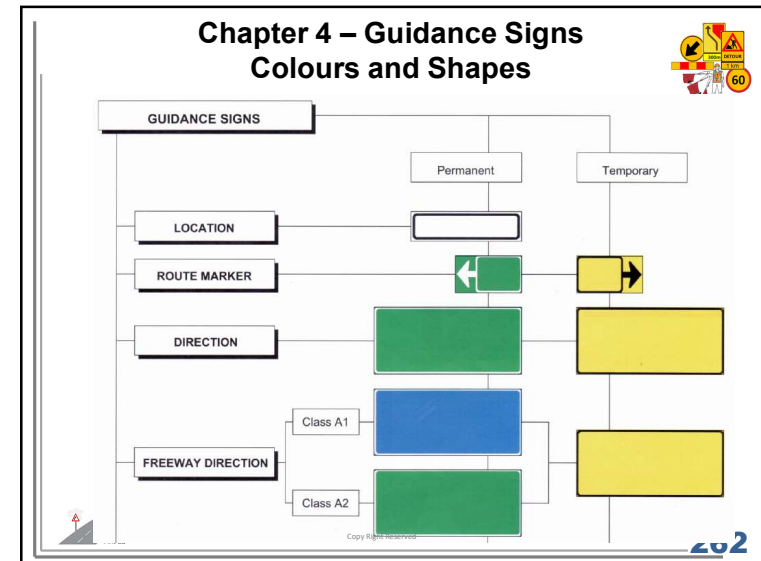 Chapter 4 – Guidance Signs
Colours and Shapes
300m
DETOUR
1 km
60
GUIDANCE SIGNS
Permanent
Temporary
LOCATION
ROUTE MARKER
DIRECTION
Class A1
FREEWAY DIRECTION
Class A2
Copy Right Reserved
262